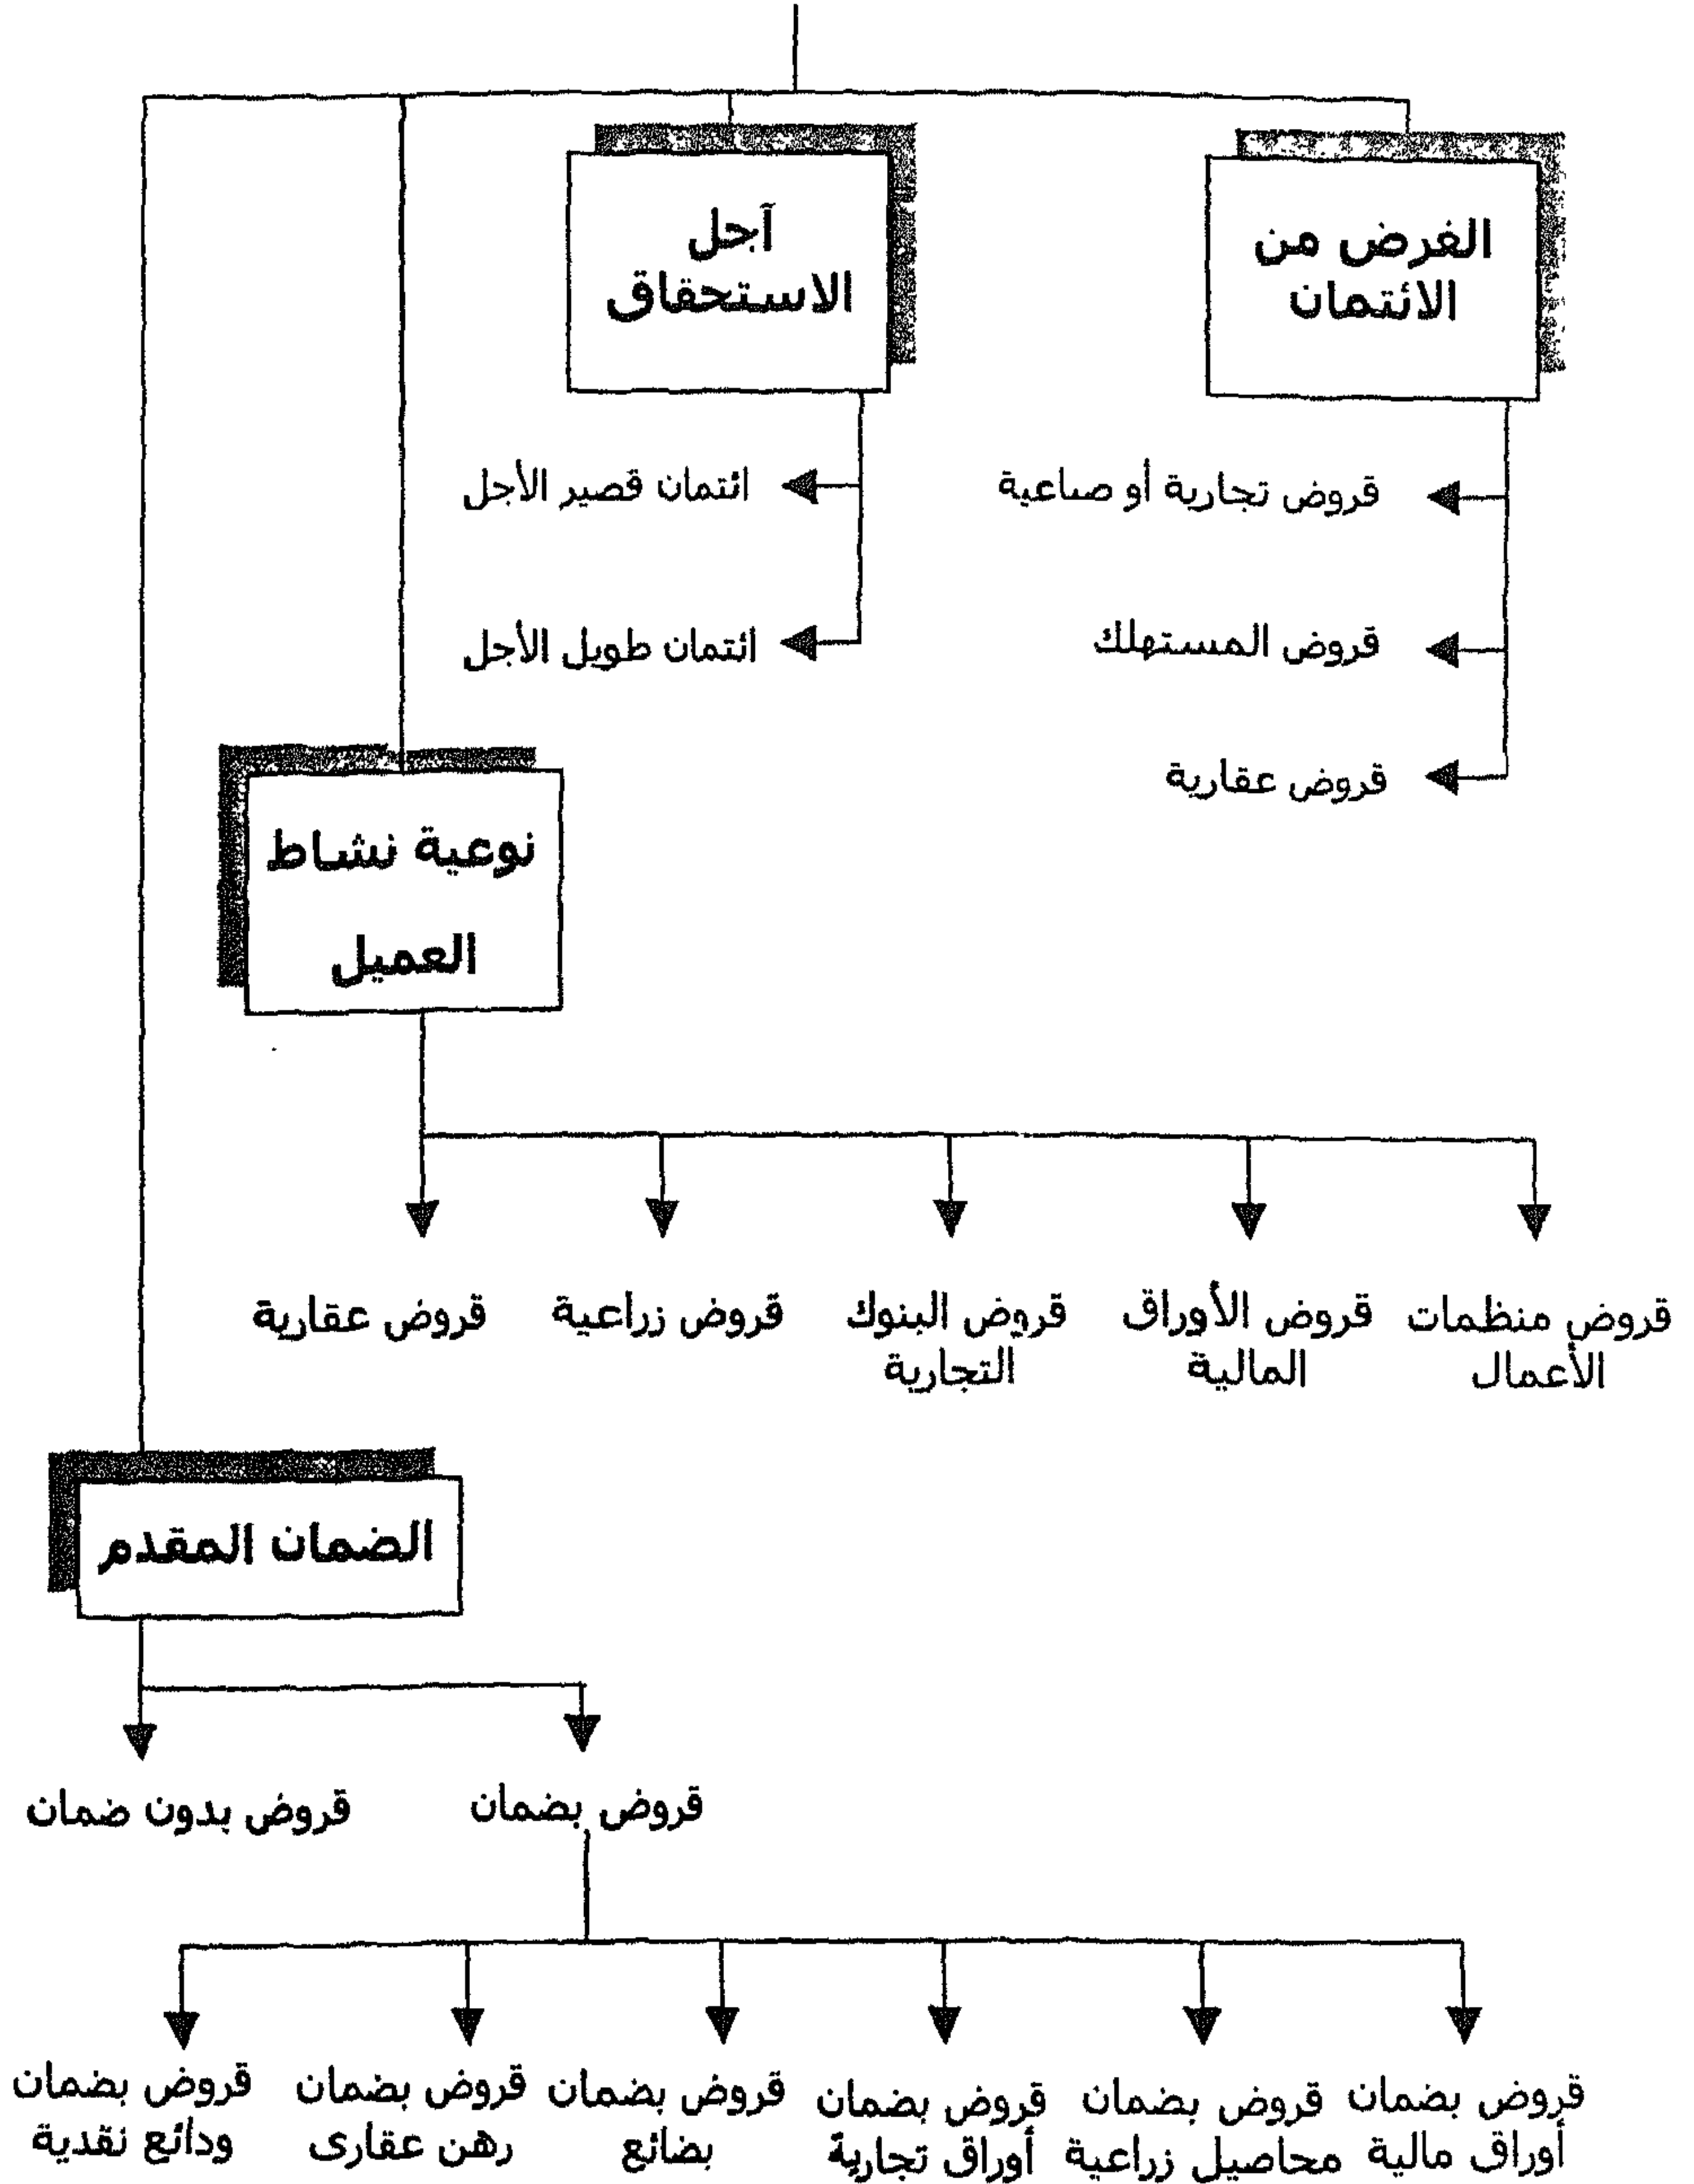 الغرض من
الائتمان
قروض تجارية أو صناعية
قروض المستهلك
قروض عقارية
آجل
الاستحقاق
ائتمان قصير الأجل
ائتمان طويل الأجل
نوعية نشاط
العميل
قروض منظمات
الأعمال
قروض الأوراق
المالية
قروض البنوك
التجارية
قروض زراعية
قروض عقارية
الضمان المقدم
قروض بضمان
قروض بدون ضمان
قروض بضمان
أوراق مالية
قروض بضمان
محاصيل زراعية
قروض بضمان
أوراق تجارية
قروض بضمان
بضائع
قروض بضمان
رهن عقارى
قروض بضمان
ودائع نقدية